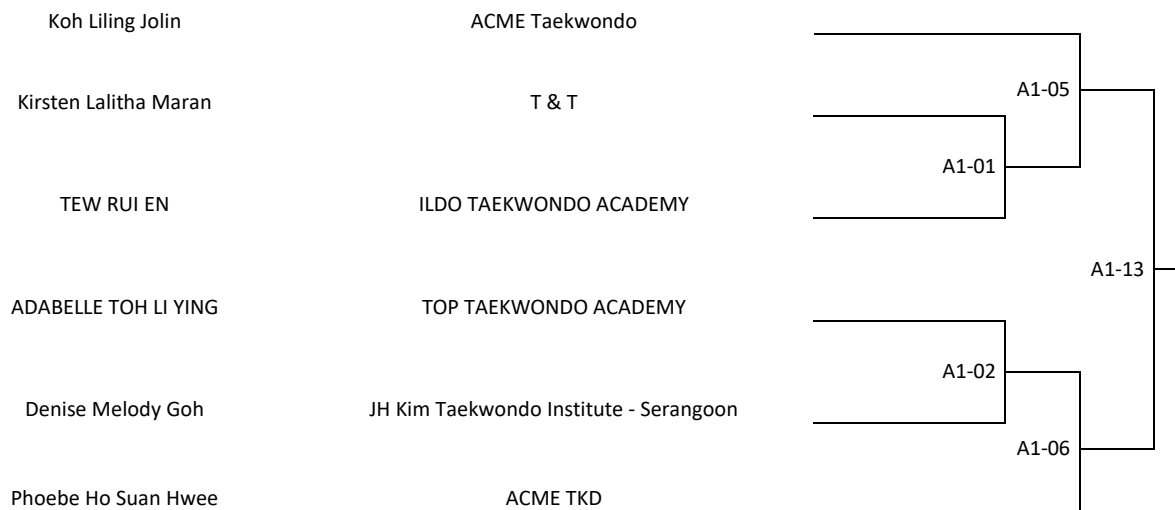 Koh Liling Jolin ACME Taekwondo
A1-05
Kirsten Lalitha Maran T & T
A1-01
TEW RUI EN ILDO TAEKWONDO ACADEMY
A1-13
ADABELLE TOH LI YING TOP TAEKWONDO ACADEMY
A1-02
Denise Melody Goh JH Kim Taekwondo Institute - Serangoon
A1-06
Phoebe Ho Suan Hwee ACME TKD